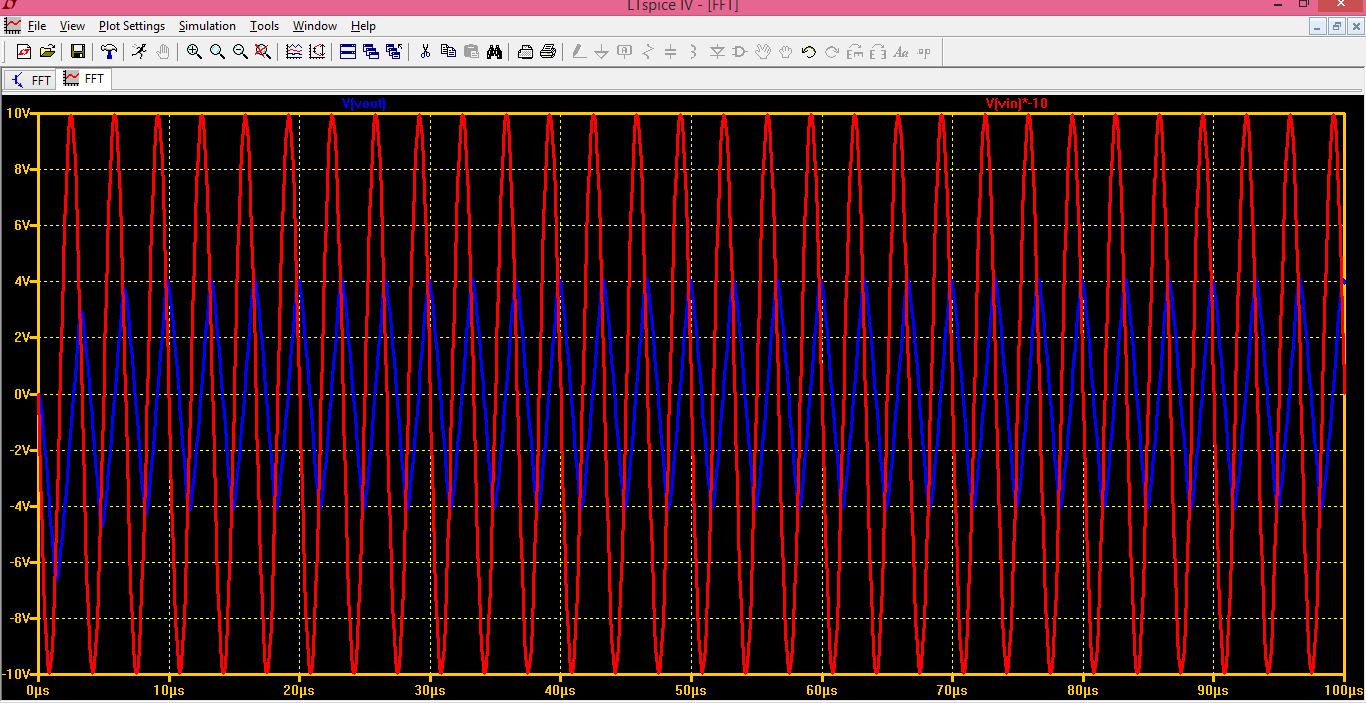 LTspice IV - [FFT]
File View Plot Settings Simulation Tools Window Help
FFT FFT
V(vout) V(vin)*-10
10V
8V
6V
4V
2V
0V
-2V
-4V
-6V
-8V
-10V
0µs 10µs 20µs 30µs 40µs 50µs 60µs 70µs 80µs 90µs 100µs